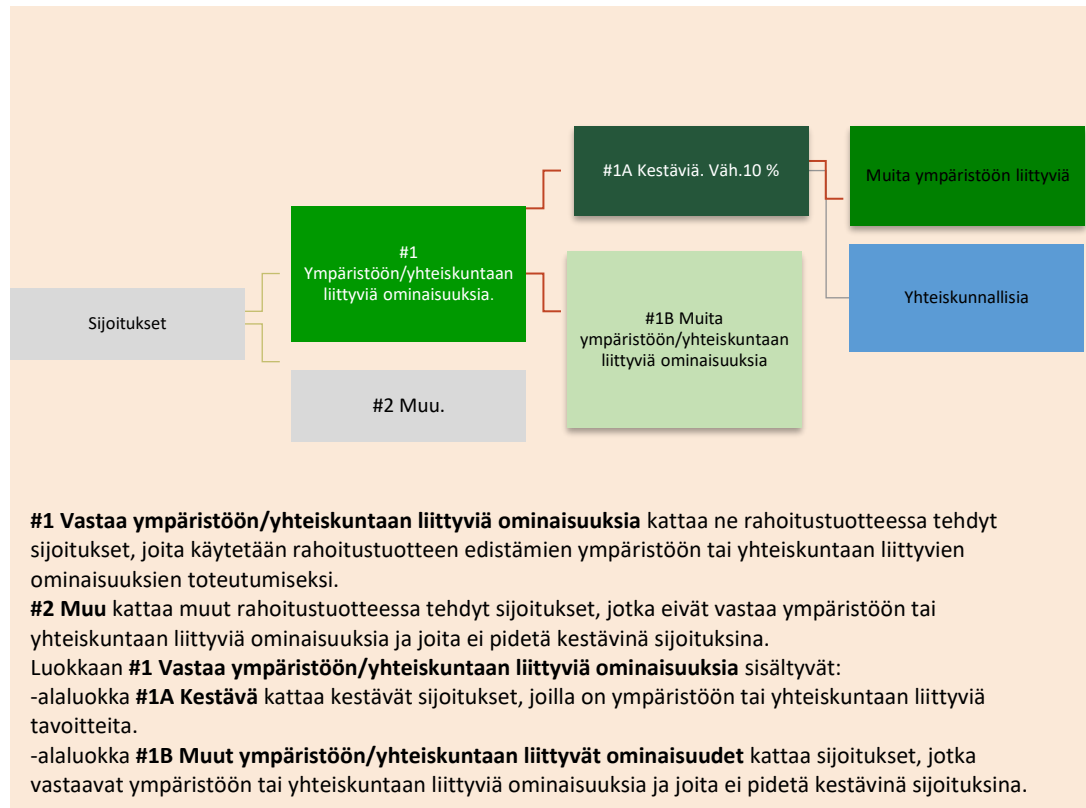 Sijoitukset
#1
Ympäristöön/yhteiskuntaan
liittyviä ominaisuuksia.
#2 Muu.
#1A Kestäviä. Väh.10 %
#1B Muita
ympäristöön/yhteiskuntaan
liittyviä ominaisuuksia
Muita ympäristöön liittyviä
Yhteiskunnallisia
#1 Vastaa ympäristöön/yhteiskuntaan liittyviä ominaisuuksia kattaa ne rahoitustuotteessa tehdyt
sijoitukset, joita käytetään rahoitustuotteen edistämien ympäristöön tai yhteiskuntaan liittyvien
ominaisuuksien toteutumiseksi.
#2 Muu kattaa muut rahoitustuotteessa tehdyt sijoitukset, jotka eivät vastaa ympäristöön tai
yhteiskuntaan liittyviä ominaisuuksia ja joita ei pidetä kestävinä sijoituksina.
Luokkaan #1 Vastaa ympäristöön/yhteiskuntaan liittyviä ominaisuuksia sisältyvät:
-alaluokka #1A Kestävä kattaa kestävät sijoitukset, joilla on ympäristöön tai yhteiskuntaan liittyviä
tavoitteita.
-alaluokka #1B Muut ympäristöön/yhteiskuntaan liittyvät ominaisuudet kattaa sijoitukset, jotka
vastaavat ympäristöön tai yhteiskuntaan liittyviä ominaisuuksia ja joita ei pidetä kestävinä sijoituksina.